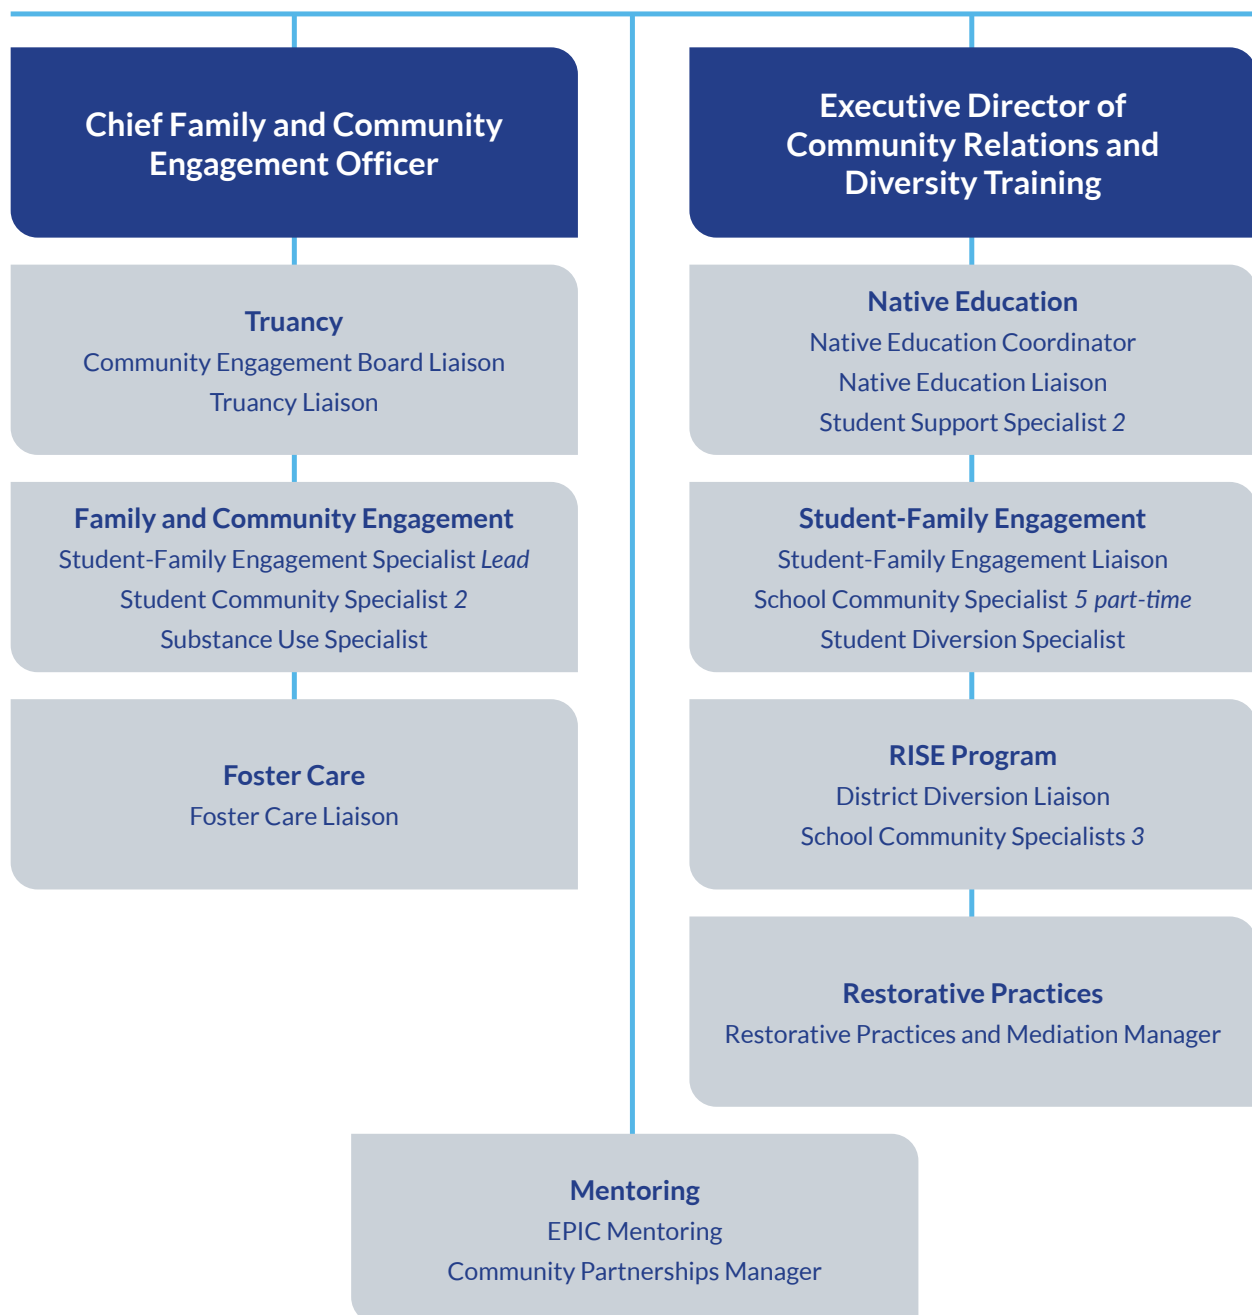 Chief Family and Community
Engagement Officer
Truancy
Community Engagement Board Liaison
Truancy Liaison
Family and Community Engagement
Student-Family Engagement Specialist Lead
Student Community Specialist 2
Substance Use Specialist
Foster Care
Foster Care Liaison
Executive Director of
Community Relations and
Diversity Training
Native Education
Native Education Coordinator
Native Education Liaison
Student Support Specialist 2
Student-Family Engagement
Student-Family Engagement Liaison
School Community Specialist 5 part-time
Student Diversion Specialist
RISE Program
District Diversion Liaison
School Community Specialists 3
Restorative Practices
Restorative Practices and Mediation Manager
Mentoring
EPIC Mentoring
Community Partnerships Manager